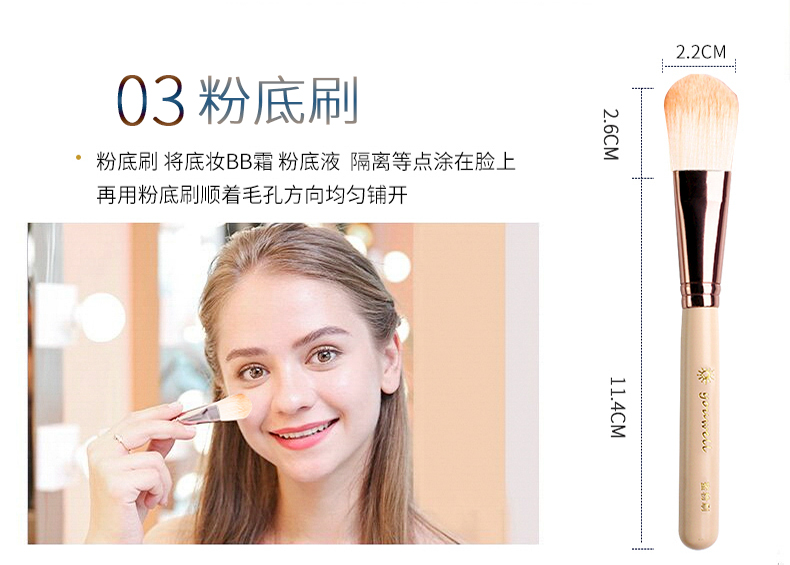 03 粉底刷
粉底刷 将底妆BB霜 粉底液 隔离等点涂在脸上
再用粉底刷顺着毛孔方向均匀铺开
2.2CM
2.6CM
11.4CM